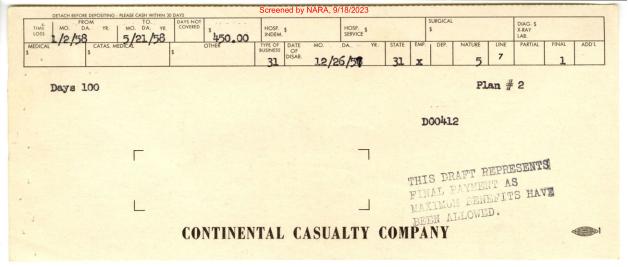 Screened by NARA, 9/18/2023
DETACH BEFORE DEPOSITING - PLEASE CASH WITHIN 30 DAYS
TIME LOSS FROM MO. DA. YR. TO MO. DA. YR. DAYS NOT COVERED $ HOSP. INDEM. $ HOSP. SERVICE $ SURGICAL $ DIAG. $ X-RAY LAB.
1/2/58 5/21/58 450.00
MEDICAL $ CATAS. MEDICAL $ OTHER $ TYPE OF BUSINESS DATE OF DISAB. MO. DA. YR. STATE EMP. DEP. NATURE LINE PARTIAL FINAL ADD'L
31 12/26/57 31 x 5 7 1
Days 100 Plan # 2
D00412
THIS DRAFT REPRESENTS
FINAL PAYMENT AS
MAXIMUM BENEFITS HAVE
BEEN ALLOWED.
CONTINENTAL CASUALTY COMPANY